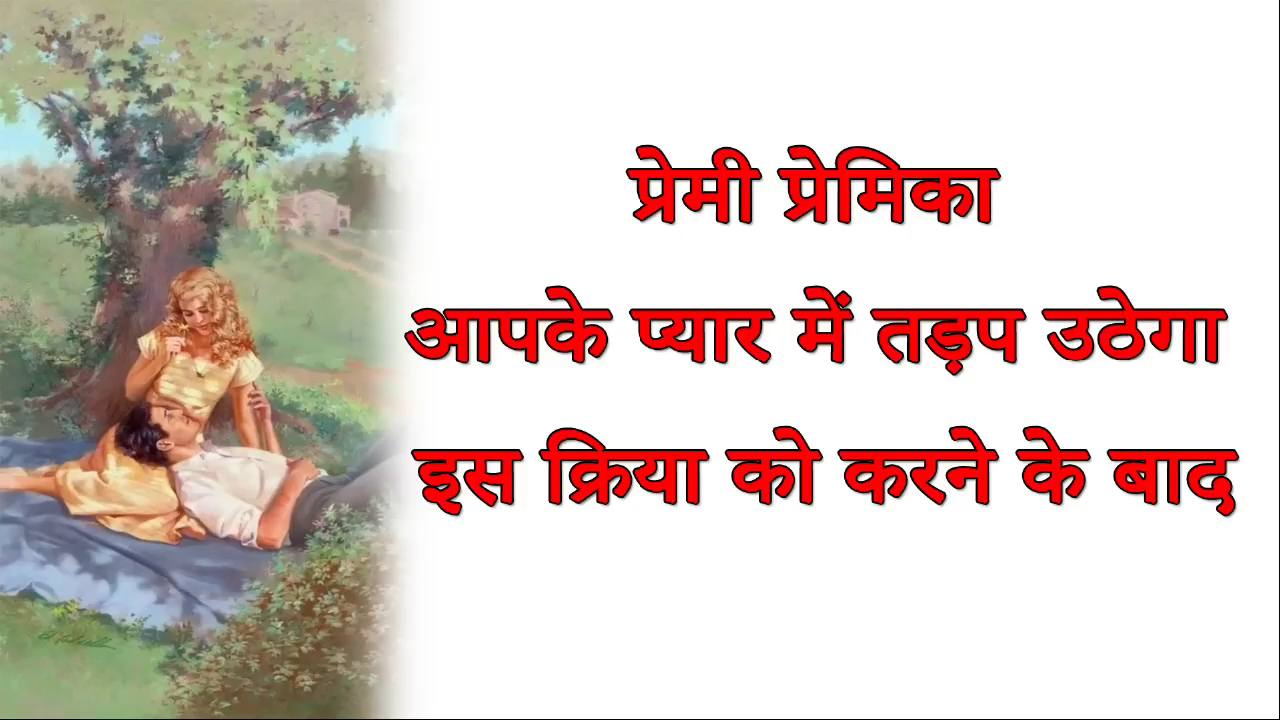 प्रेमी प्रेमिका
आपके प्यार में तड़प उठेगा
इस क्रिया को करने के बाद